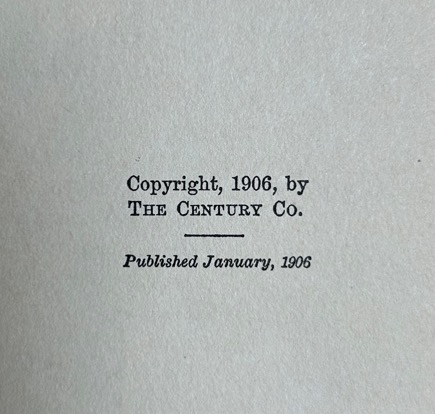 Copyright, 1906, by
THE CENTURY CO.
Published January, 1906